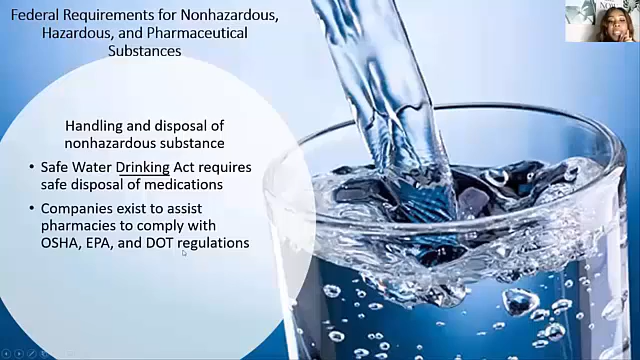 Federal Requirements for Nonhazardous,
Hazardous, and Pharmaceutical
Substances
Handling and disposal of
nonhazardous substance
• Safe Water Drinking Act requires
safe disposal of medications
• Companies exist to assist
pharmacies to comply with
OSHA, EPA, and DOT regulations